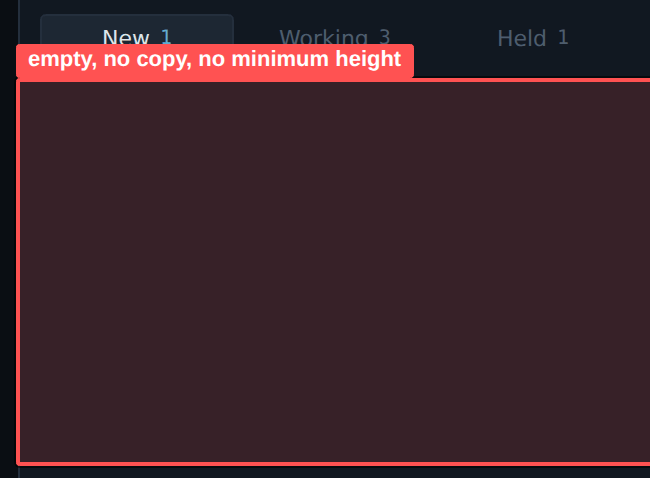 New 1
Working 3
Held 1
empty, no copy, no minimum height